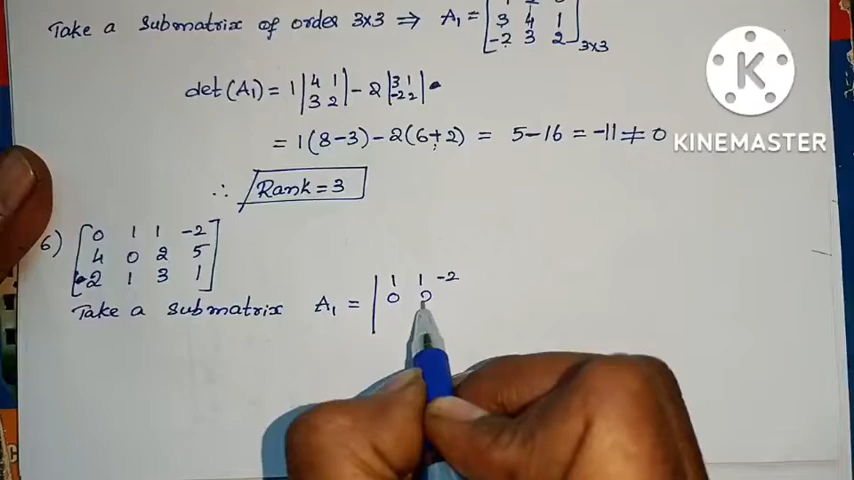 Take a submatrix of order 3x3 ⇒ A₁ = [3 4 1
-2 3 2]3x3
det(A₁) = 1 |4 1| - 2 |3 1|
|3 2| |-2 2|
= 1(8-3) - 2(6+2) = 5-16 = -11 ≠ 0
∴ Rank = 3
6) [0 1 1 -2
4 0 2 5
2 1 3 1]
Take a submatrix A₁ = | 1 1 -2
0 0
K
KINEMASTER